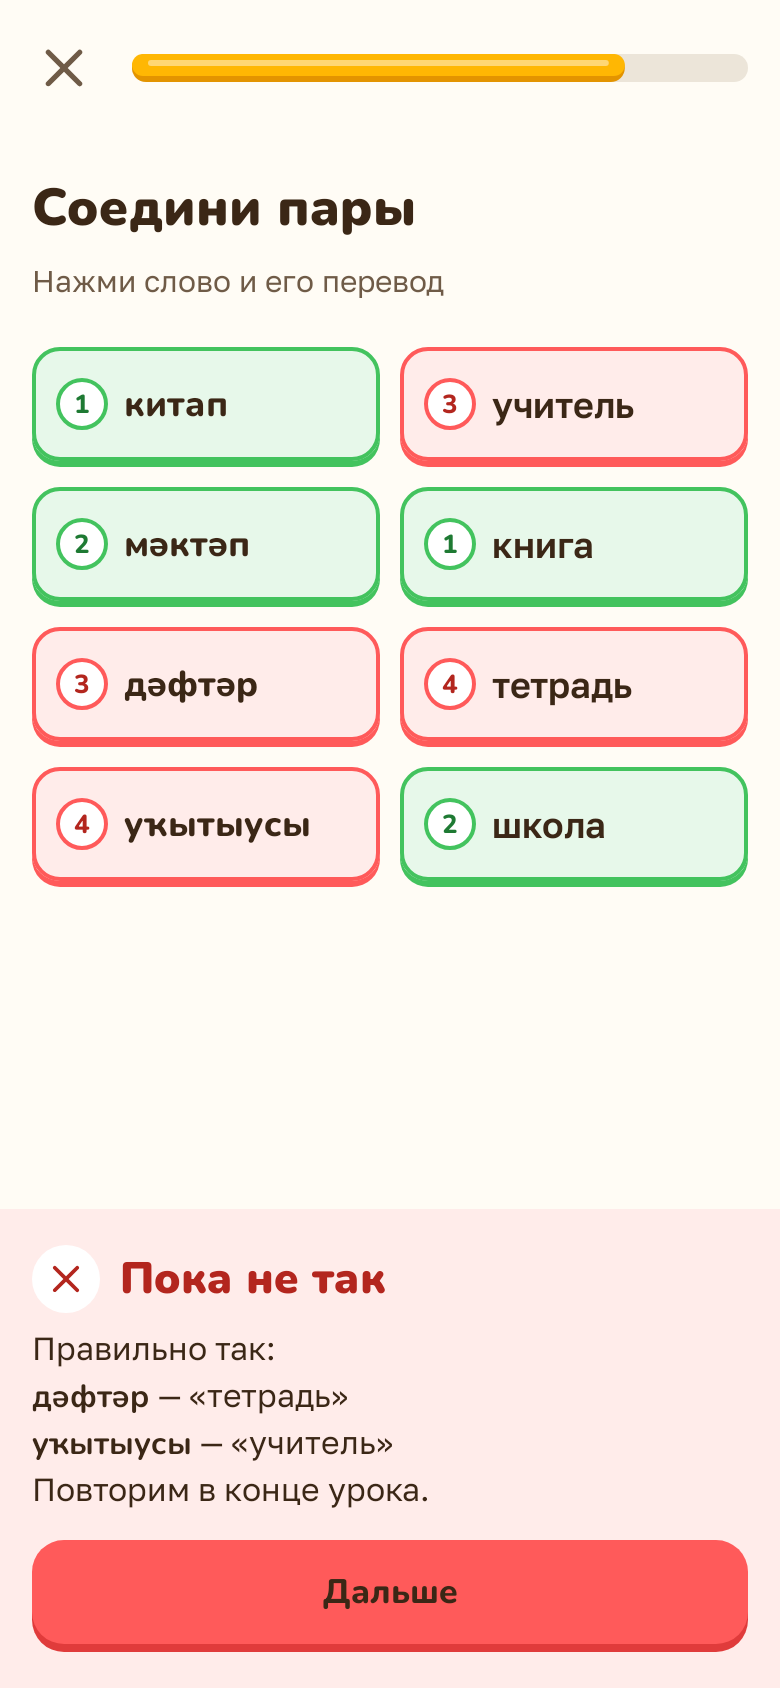 Соедини пары
Нажми слово и его перевод
1 китап
3 учитель
2 мәктәп
1 книга
3 дәфтәр
4 тетрадь
4 уҡытыусы
2 школа
Пока не так
Правильно так:
дәфтәр — «тетрадь»
уҡытыусы — «учитель»
Повторим в конце урока.
Дальше